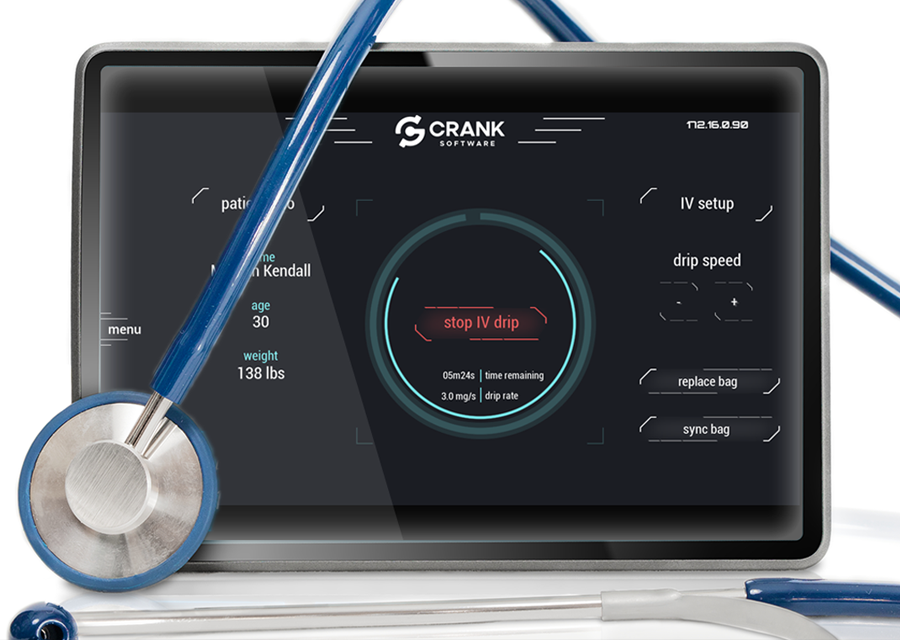 CRANK
SOFTWARE
172.16.0.90
IV setup
drip speed
- +
Kendall
age
30
menu
weight
138 lbs
stop IV drip
05m24s time remaining
3.0 mg/s drip rate
replace bag
sync bag